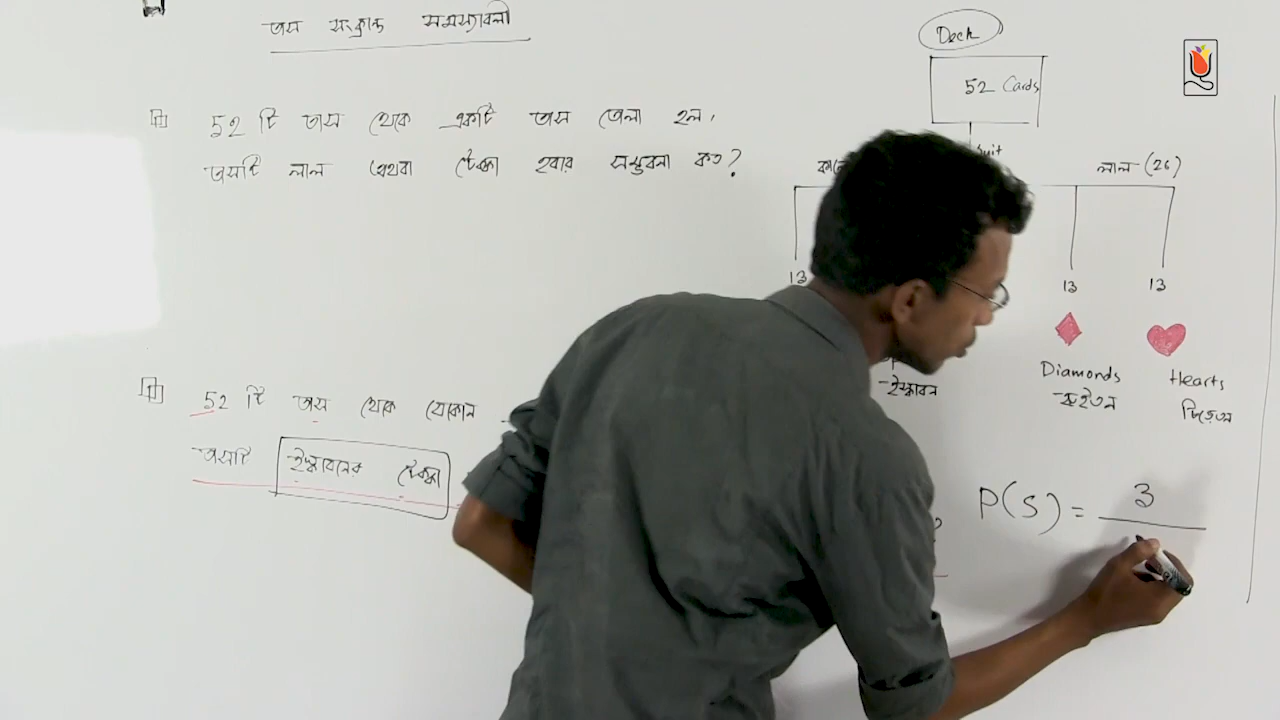 তাস সংক্রান্ত সমস্যাবলী
Deck
52 Cards
Suit
লাল - (26)
52 টি তাস থেকে একটি তাস তোলা হল,
তাসটি লাল অথবা টেক্কা হবার সম্ভাবনা কত?
13
13
13
Diamonds
রুইতন
Hearts
-ইস্কাবন
52 টি তাস থেকে যেকোন
তাসটি ইস্কাবনের টেক্কা
?
P(S) = 3